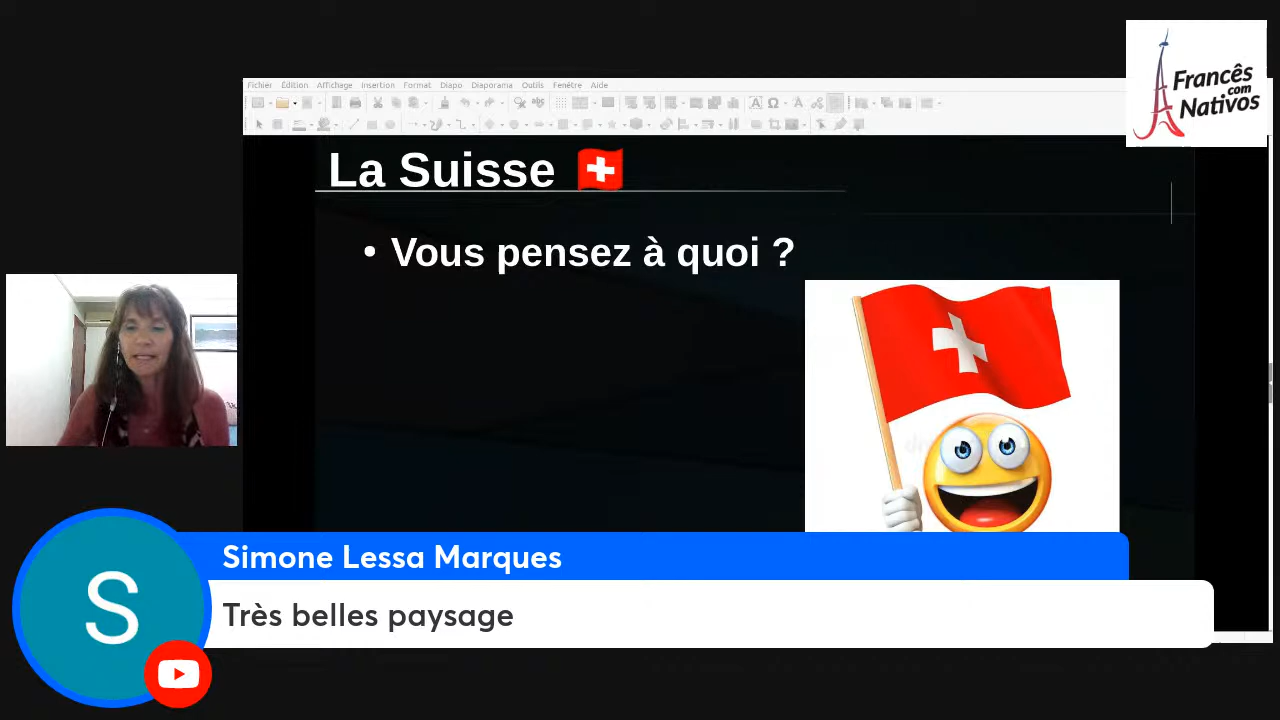 Francês
com
Nativos
Fichier Édition Affichage Insertion Format Diapo Diaporama Outils Fenêtre Aide
La Suisse
• Vous pensez à quoi ?
S
Simone Lessa Marques
Très belles paysage